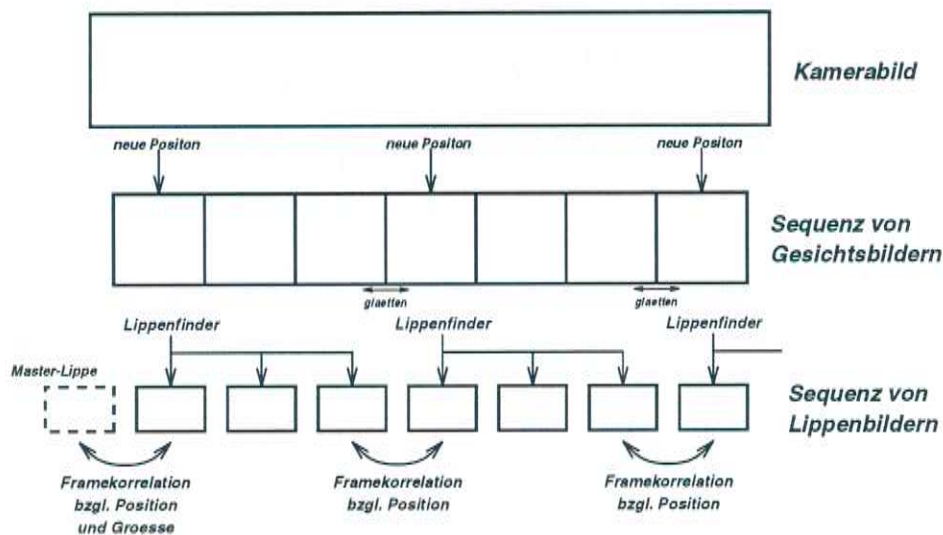 Kamerabild
neue Positon
neue Positon
neue Positon
Sequenz von
Gesichtsbildern
glaetten
glaetten
Lippenfinder
Lippenfinder
Lippenfinder
Master-Lippe
Sequenz von
Lippenbildern
Framekorrelation
bzgl. Position
und Groesse
Framekorrelation
bzgl. Position
Framekorrelation
bzgl. Position